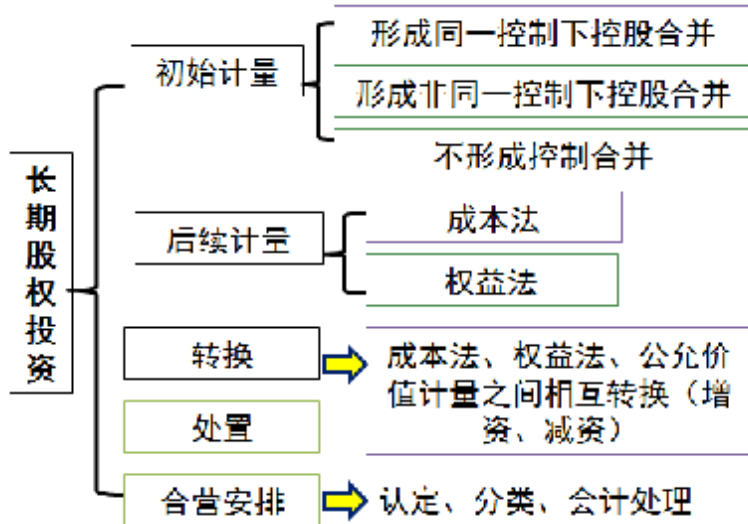 长期股权投资
初始计量
形成同一控制下控股合并
形成非同一控制下控股合并
不形成控制合并
后续计量
成本法
权益法
转换
成本法、权益法、公允价
值计量之间相互转换（增
资、减资）
处置
合营安排
认定、分类、会计处理